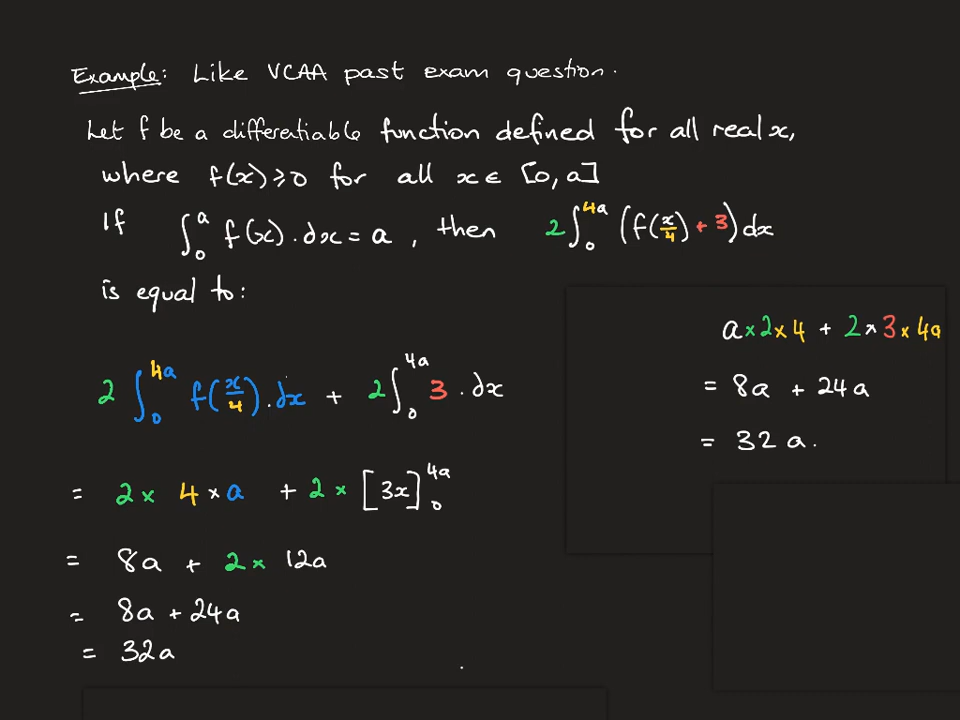 Example: Like VCAA past exam question.
Let f be a differentiable function defined for all real x,
where f(x) ≥ 0 for all x ∈ [0, a]
If ∫₀ᵃ f(x) . dx = a , then 2 ∫₀⁴ᵃ (f(x/4) + 3) dx
is equal to:
2 ∫₀⁴ᵃ f(x/4) . dx + 2 ∫₀⁴ᵃ 3 . dx
= 2 × 4 × a + 2 × [3x]₀⁴ᵃ
= 8a + 2 × 12a
= 8a + 24a
= 32a
a × 2 × 4 + 2 × 3 × 4a
= 8a + 24a
= 32a.